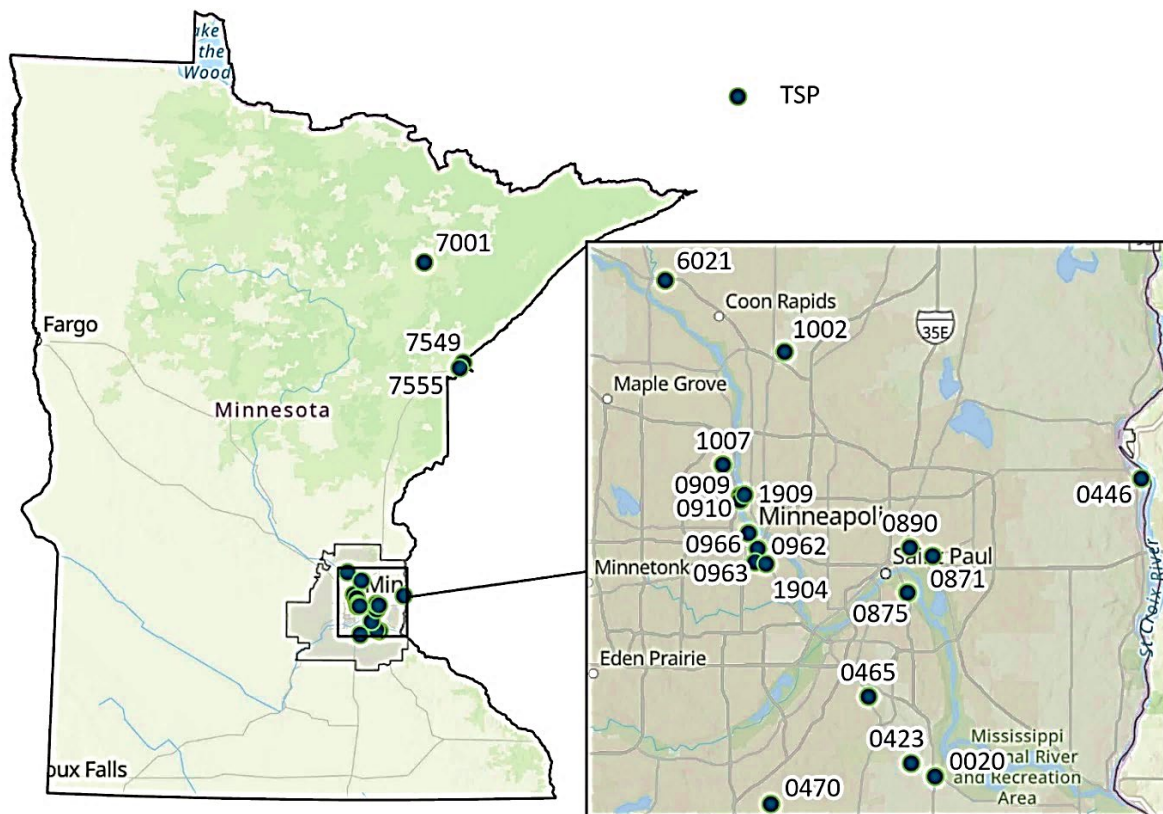 ake
the
Wood
TSP
7001
7549
7555
Fargo
Minnesota
Min
oux Falls
6021
Coon Rapids
1002
35E
Maple Grove
1007
0909
1909
0910
Minneapoli
0446
0890
0966
0962
Minnetonk
0963
Saint Paul
0871
1904
0875
St Croix River
Eden Prairie
0465
0423
Mississippi
nal River
0020
and Recreation
Area
0470